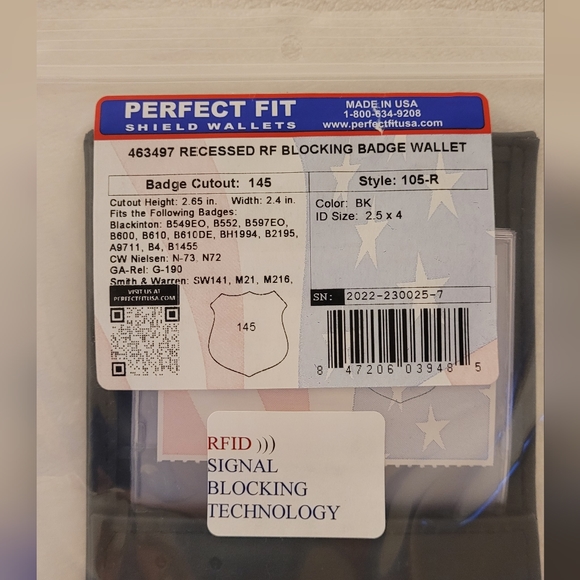 PERFECT FIT
SHIELD WALLETS
MADE IN USA
1-800-634-9208
www.perfectfitusa.com
463497 RECESSED RF BLOCKING BADGE WALLET
Badge Cutout: 145
Cutout Height: 2.65 in. Width: 2.4 in.
Fits the Following Badges:
Blackinton: B549EO, B552, B597EO,
B600, B610, B610DE, BH1994, B2195,
A9711, B4, B1455
CW Nielsen: N-73, N72
GA-Rel: G-190
Smith & Warren: SW141, M21, M216,
VISIT US AT
PERFECTFITUSA.COM
145
Style: 105-R
Color: BK
ID Size: 2.5 x 4
SN: 2022-230025-7
8 47206 03948 5
RFID )))
SIGNAL
BLOCKING
TECHNOLOGY